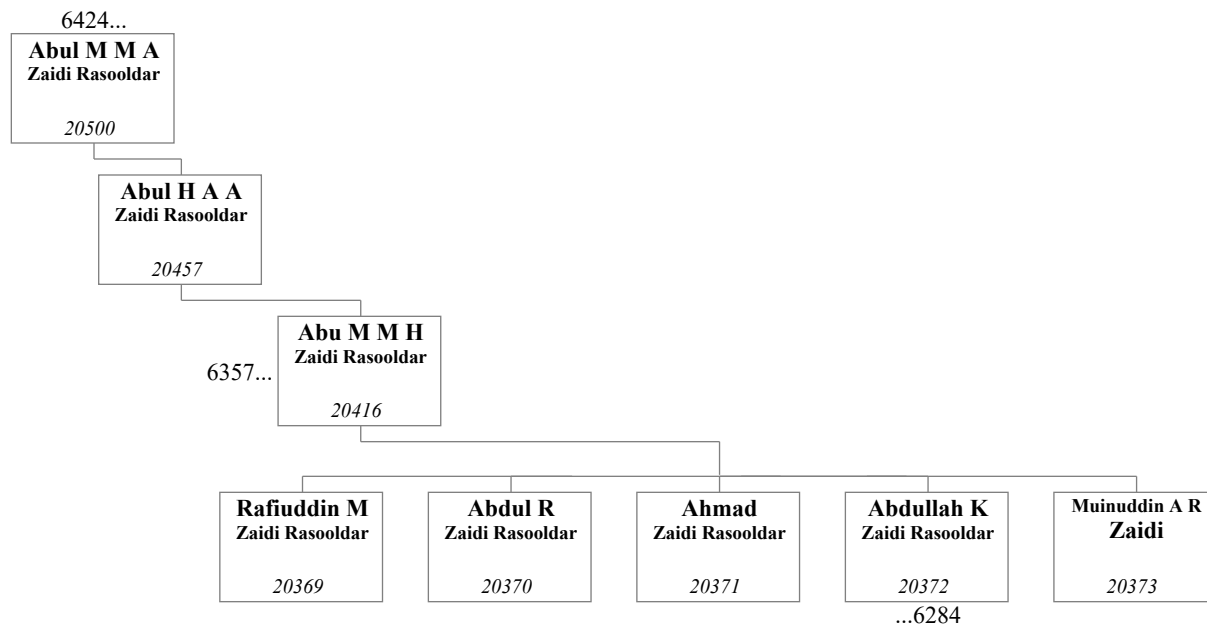 6424...
Abul M M A
Zaidi Rasooldar
20500
Abul H A A
Zaidi Rasooldar
20457
Abu M M H
Zaidi Rasooldar
6357...
20416
Rafiuddin M
Zaidi Rasooldar
20369
Abdul R
Zaidi Rasooldar
20370
Ahmad
Zaidi Rasooldar
20371
Abdullah K
Zaidi Rasooldar
20372
...6284
Muinuddin A R
Zaidi
20373